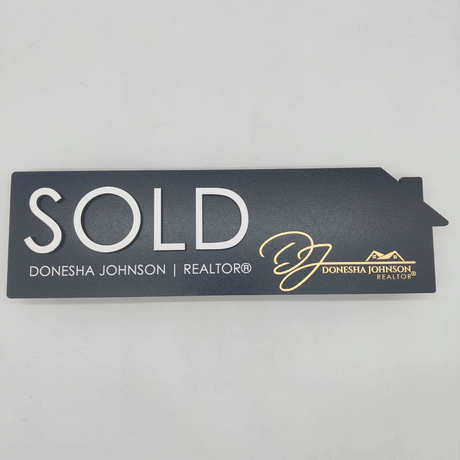 SOLD
DONESHA JOHNSON | REALTOR®
DJ
DONESHA JOHNSON
REALTOR®